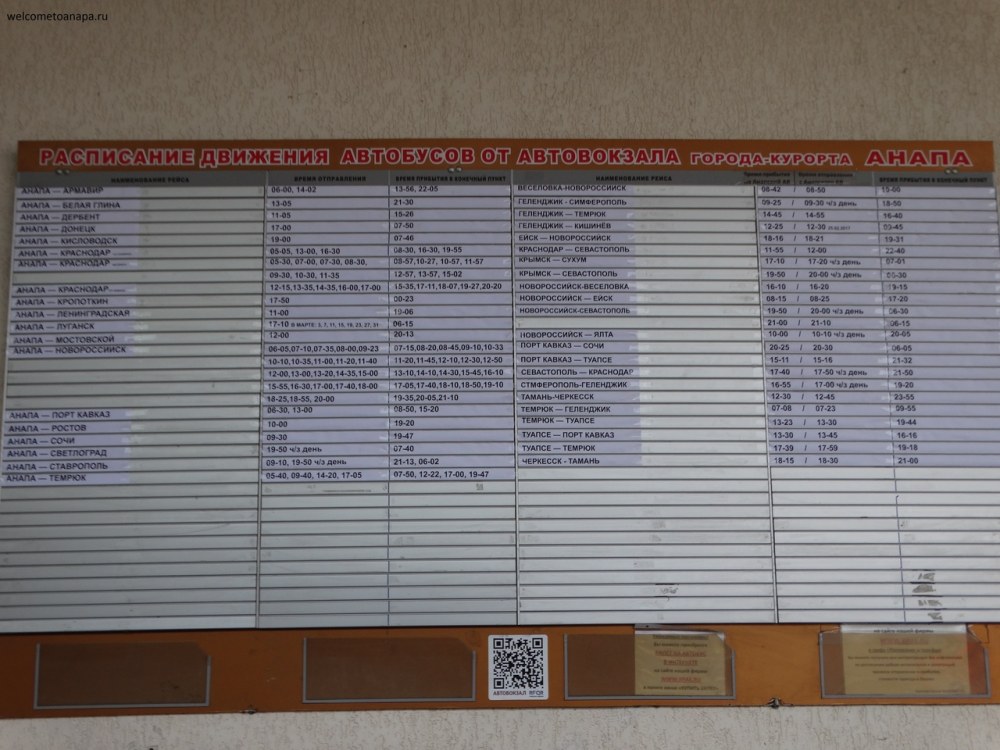 welcometoanapa.ru
РАСПИСАНИЕ ДВИЖЕНИЯ АВТОБУСОВ ОТ АВТОВОКЗАЛА ГОРОДА-КУРОРТА АНАПА
НАИМЕНОВАНИЕ РЕЙСА ВРЕМЯ ОТПРАВЛЕНИЯ ВРЕМЯ ПРИБЫТИЯ В КОНЕЧНЫЙ ПУНКТ
АНАПА — АРМАВИР 06-00, 14-02 13-56, 22-05
АНАПА — БЕЛАЯ ГЛИНА 13-05 21-30
АНАПА — ДЕРБЕНТ 11-05 15-26
АНАПА — ДОНЕЦК 17-00 07-50
АНАПА — КИСЛОВОДСК 19-00 07-46
АНАПА — КРАСНОДАР 05-05, 13-00, 16-30 08-30, 16-30, 19-55
АНАПА — КРАСНОДАР 05-30, 07-00, 07-30, 08-30, 09-57,10-27, 10-57, 11-57
09-30, 10-30, 11-35 12-57, 13-57, 15-02
АНАПА — КРАСНОДАР 12-15,13-35,14-35,16-00,17-00 15-35,17-11,18-07,19-27,20-20
АНАПА — КРОПОТКИН 17-50 00-23
АНАПА — ЛЕНИНГРАДСКАЯ 11-00 19-06
АНАПА — ЛУГАНСК 17-10 06-15
АНАПА — МОСТОВСКОЙ 12-00 20-13
АНАПА — НОВОРОССИЙСК 06-05,07-10,07-35,08-00,09-23 07-15,08-20,08-45,09-10,10-33
10-10,10-35,11-00,11-20,11-40 11-20,11-45,12-10,12-30,12-50
12-00,13-00,13-20,14-35,15-00 13-10,14-10,14-30,15-45,16-10
15-55,16-30,17-00,17-40,18-00 17-05,17-40,18-10,18-50,19-10
18-25,18-55, 20-00 19-35,20-05,21-10
АНАПА — ПОРТ КАВКАЗ 06-30, 13-00 08-50, 15-20
АНАПА — РОСТОВ 10-00 19-20
АНАПА — СОЧИ 09-30 19-47
АНАПА — СВЕТЛОГРАД 19-50 ч/з день 07-40
АНАПА — СТАВРОПОЛЬ 09-10, 19-50 ч/з день 21-13, 06-02
АНАПА — ТЕМРЮК 05-40, 09-40, 14-20, 17-05 07-50, 12-22, 17-00, 19-47
НАИМЕНОВАНИЕ РЕЙСА ВРЕМЯ ПРИБЫТИЯ В КОНЕЧНЫЙ ПУНКТ
ВЕСЕЛОВКА-НОВОРОССИЙСК 08-42 / 08-50 15-00
ГЕЛЕНДЖИК - СИМФЕРОПОЛЬ 09-25 / 09-30 ч/з день 18-50
ГЕЛЕНДЖИК — ТЕМРЮК 14-45 / 14-55 16-40
ГЕЛЕНДЖИК — КИШИНЁВ 12-25 / 12-30 03-45
ЕЙСК — НОВОРОССИЙСК 18-16 / 18-21 19-31
КРАСНОДАР — СЕВАСТОПОЛЬ 11-55 / 12-00 22-40
КРЫМСК — СУХУМ 17-10 / 17-20 ч/з день 07-01
КРЫМСК — СЕВАСТОПОЛЬ 19-50 / 20-00 ч/з день 06-30
НОВОРОССИЙСК-ВЕСЕЛОВКА 16-10 / 16-20 19-15
НОВОРОССИЙСК — ЕЙСК 08-15 / 08-25 17-20
НОВОРОССИЙСК-СЕВАСТОПОЛЬ 19-50 / 20-00 ч/з день 06-30
21-00 / 21-10 06-15
НОВОРОССИЙСК — ЯЛТА 10-00 / 10-10 ч/з день 20-05
ПОРТ КАВКАЗ — СОЧИ 20-25 / 20-30 06-05
ПОРТ КАВКАЗ — ТУАПСЕ 15-11 / 15-16 21-32
СЕВАСТОПОЛЬ — КРАСНОДАР 17-40 / 17-50 ч/з день 21-50
СТМФЕРОПОЛЬ-ГЕЛЕНДЖИК 16-55 / 17-00 ч/з день 19-20
ТАМАНЬ-ЧЕРКЕССК 12-30 / 12-45 23-55
ТЕМРЮК — ГЕЛЕНДЖИК 07-08 / 07-23 09-55
ТЕМРЮК — ТУАПСЕ 13-23 / 13-30 19-44
ТУАПСЕ — ПОРТ КАВКАЗ 13-30 / 13-45 16-16
ТУАПСЕ — ТЕМРЮК 17-39 / 17-59 19-18
ЧЕРКЕССК - ТАМАНЬ 18-15 / 18-30 21-00
АВТОВОКЗАЛ